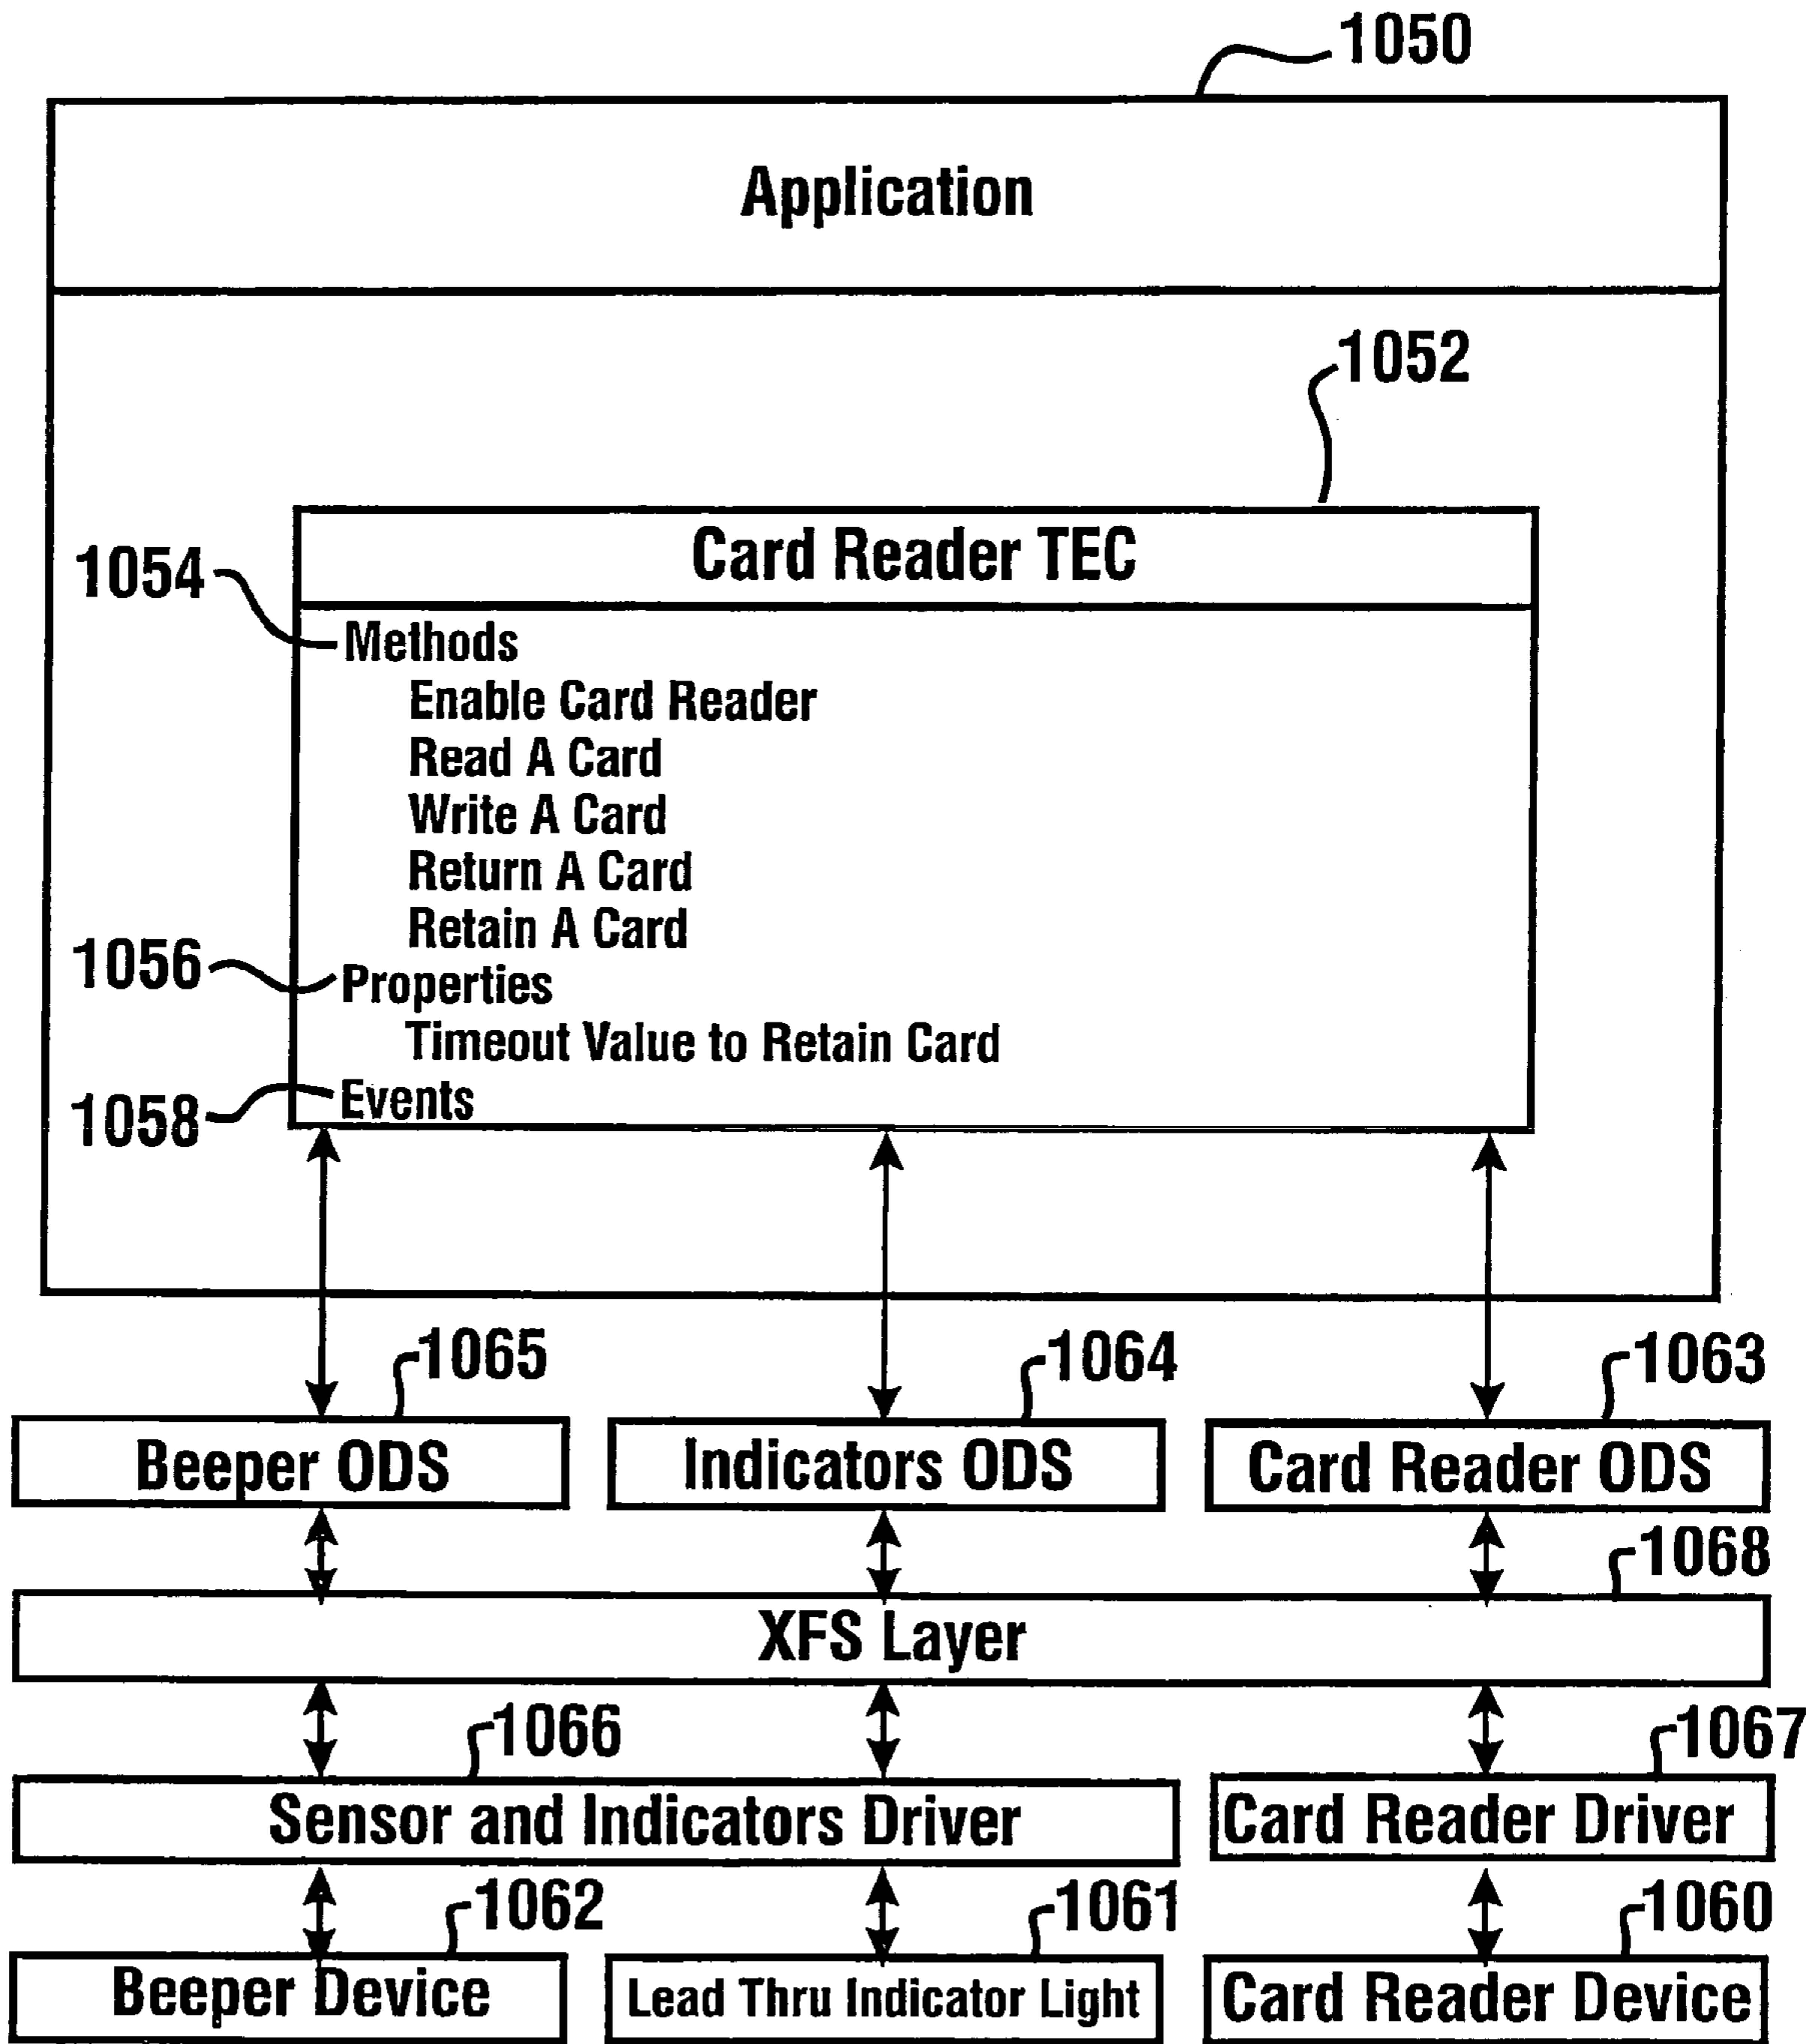 1050
Application
1052
Card Reader TEC
1054
Methods
Enable Card Reader
Read A Card
Write A Card
Return A Card
Retain A Card
1056
Properties
Timeout Value to Retain Card
1058
Events
1065
1064
1063
Beeper ODS
Indicators ODS
Card Reader ODS
1068
XFS Layer
1066
1067
Sensor and Indicators Driver
Card Reader Driver
1062
1061
1060
Beeper Device
Lead Thru Indicator Light
Card Reader Device